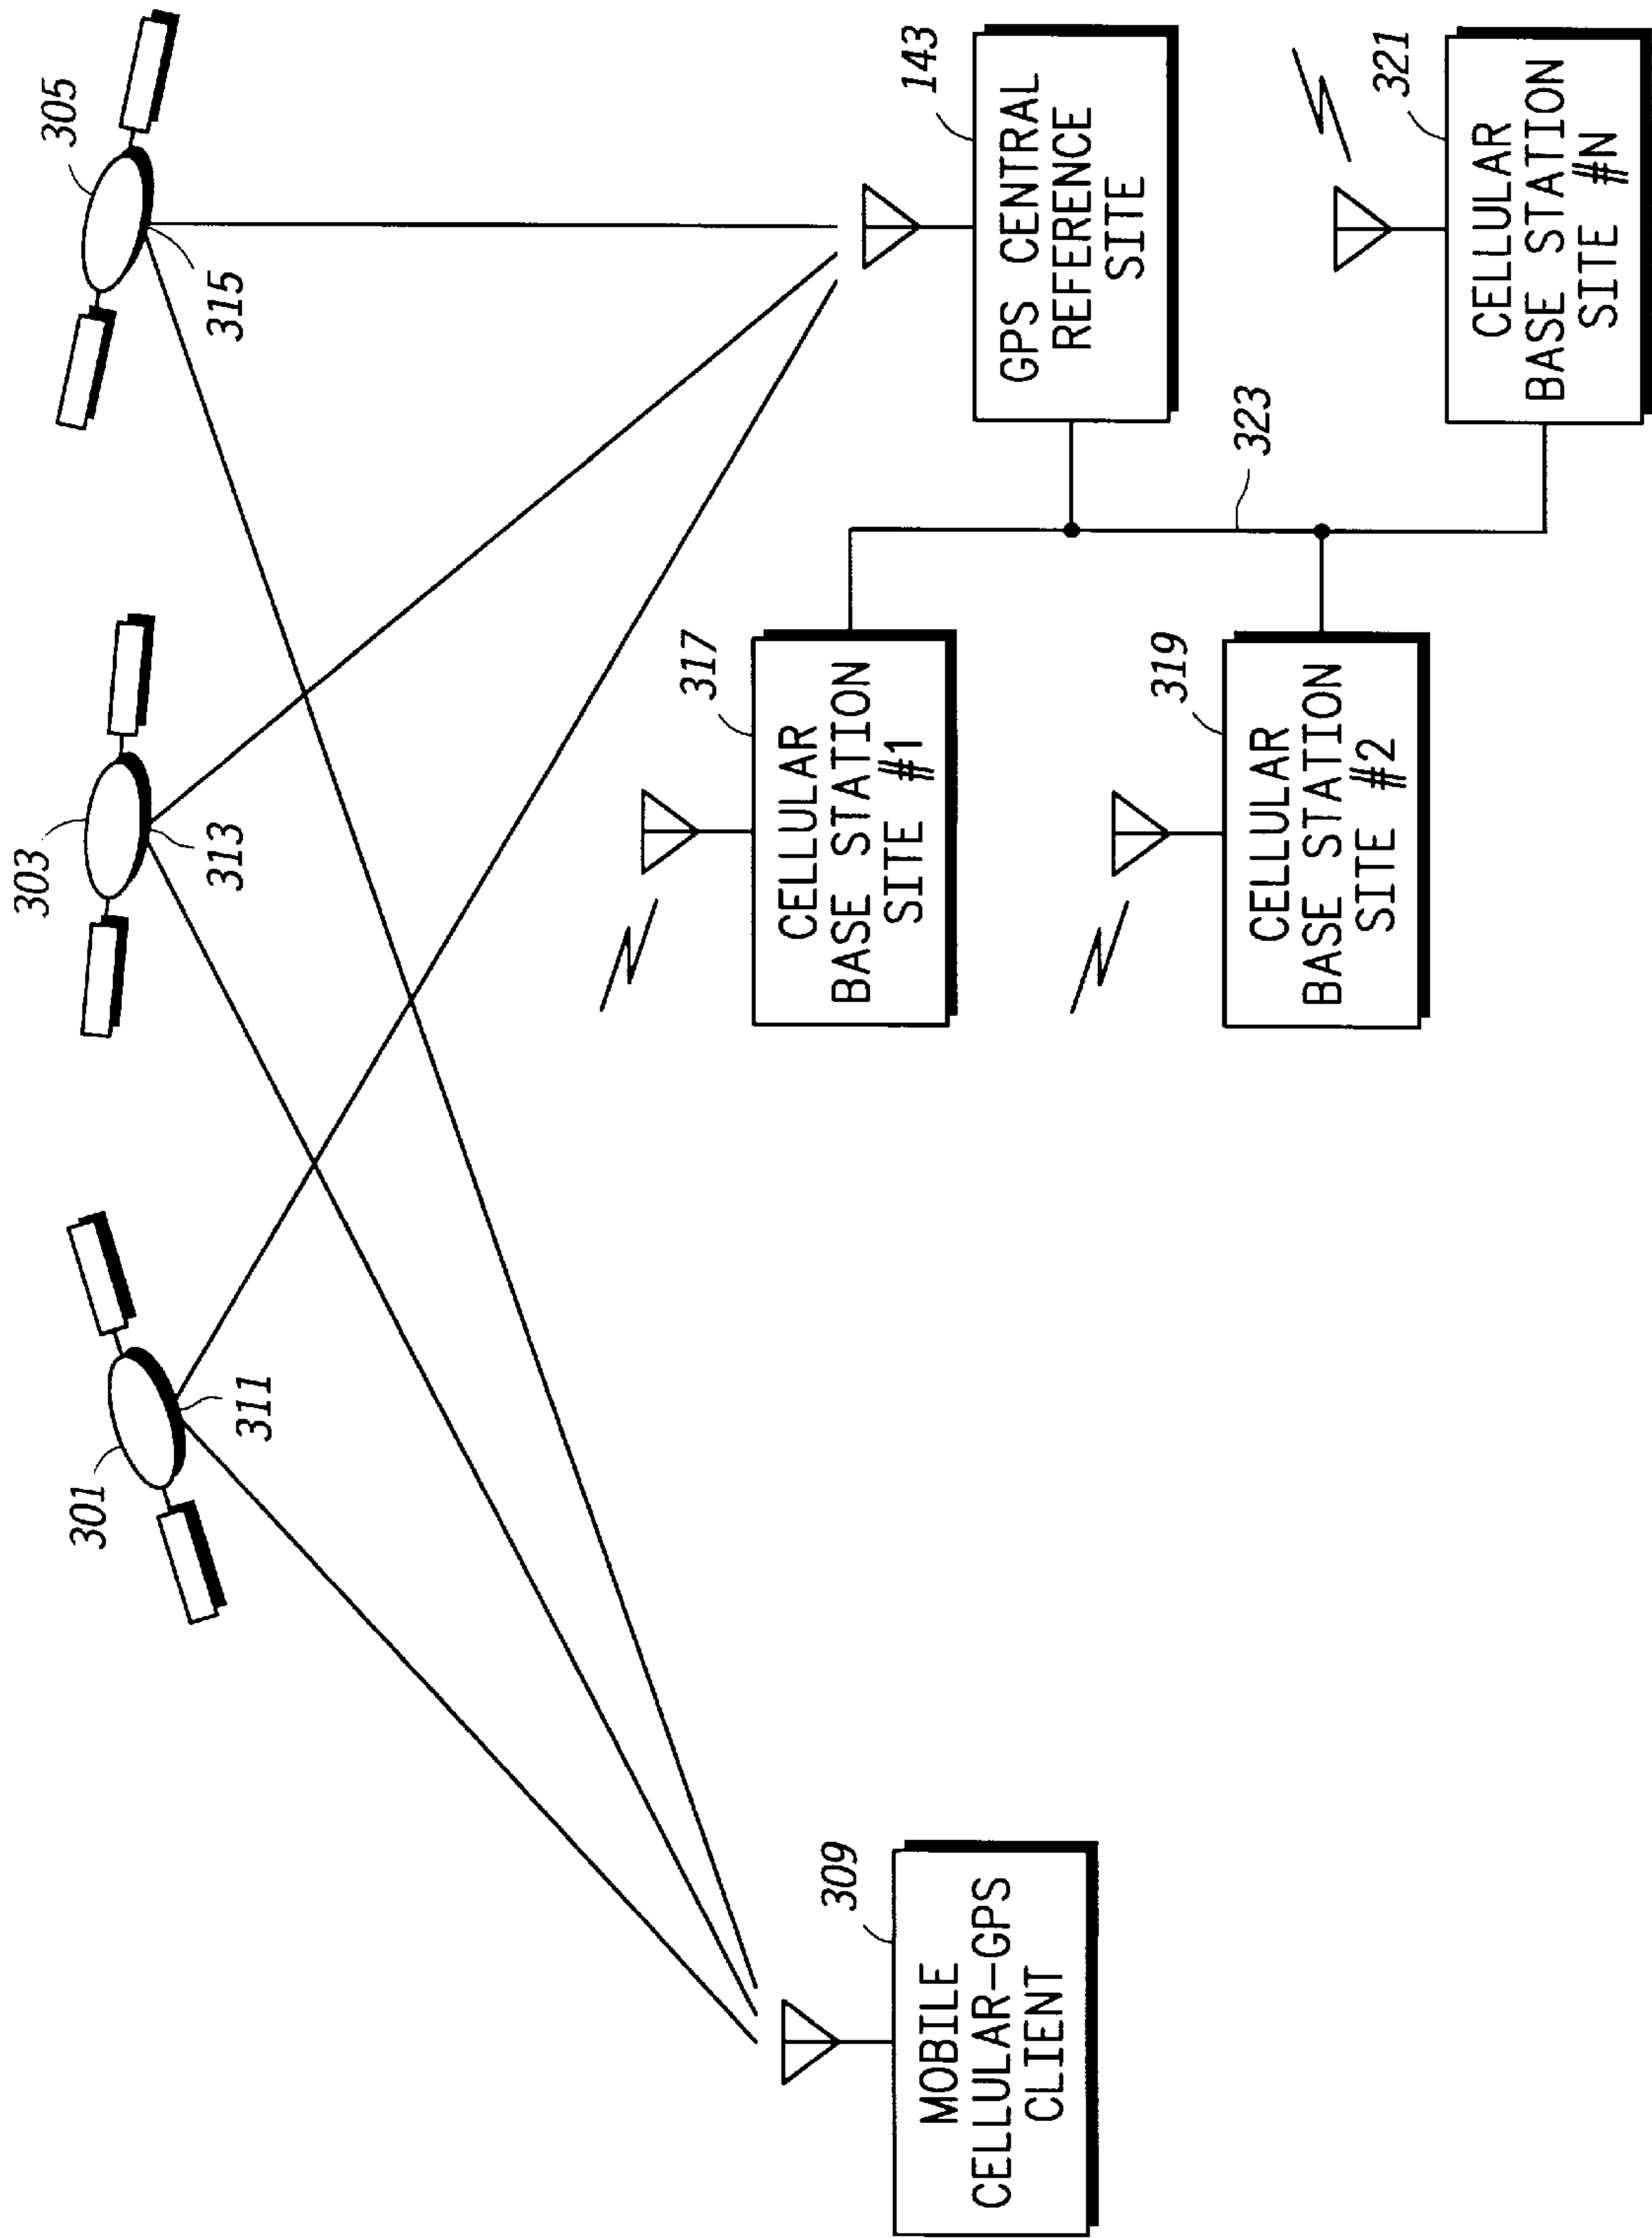 301
303
305
311
313
315
309
MOBILE
CELLULAR-GPS
CLIENT
317
CELLULAR
BASE STATION
SITE #1
143
GPS CENTRAL
REFERENCE
SITE
319
CELLULAR
BASE STATION
SITE #2
323
321
CELLULAR
BASE STATION
SITE #N